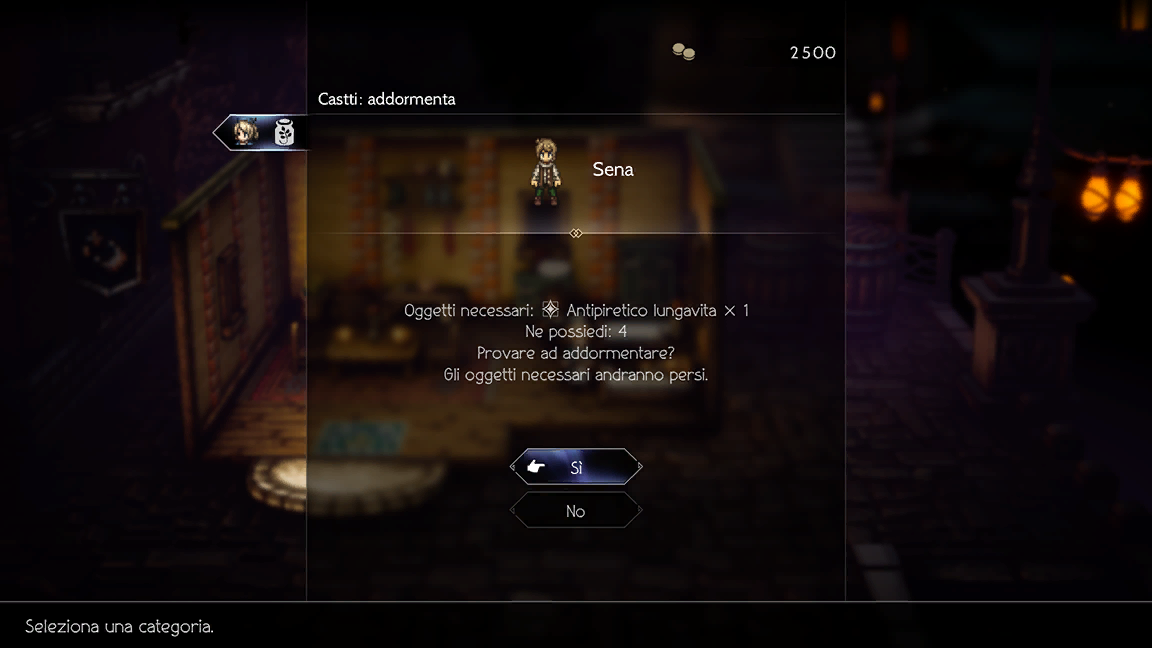 2500
Castti: addormenta
Sena
Oggetti necessari: Antipiretico lungavita × 1
Ne possiedi: 4
Provare ad addormentare?
Gli oggetti necessari andranno persi.
Sì
No
Seleziona una categoria.